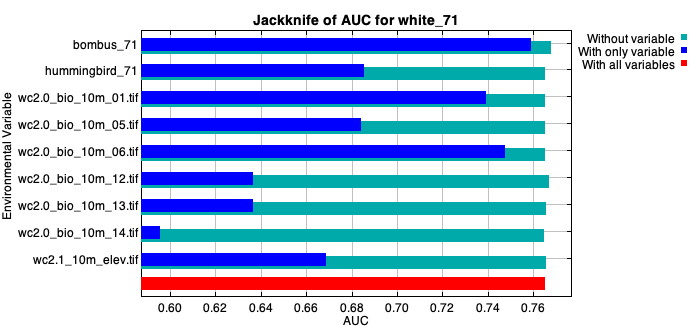 Jackknife of AUC for white_71
Without variable
With only variable
With all variables
Environmental Variable
bombus_71
hummingbird_71
wc2.0_bio_10m_01.tif
wc2.0_bio_10m_05.tif
wc2.0_bio_10m_06.tif
wc2.0_bio_10m_12.tif
wc2.0_bio_10m_13.tif
wc2.0_bio_10m_14.tif
wc2.1_10m_elev.tif
0.60 0.62 0.64 0.66 0.68 0.70 0.72 0.74 0.76
AUC